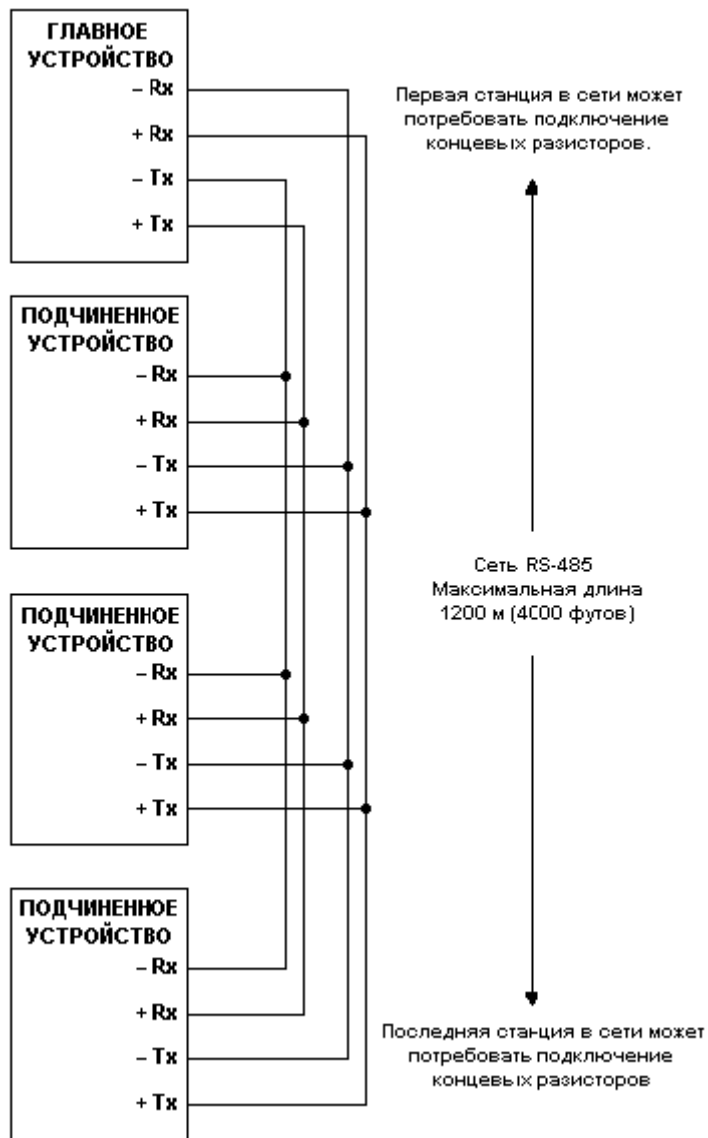 ГЛАВНОЕ
УСТРОЙСТВО
– Rx
+ Rx
– Tx
+ Tx
Первая станция в сети может
потребовать подключение
концевых разисторов.
ПОДЧИНЕННОЕ
УСТРОЙСТВО
– Rx
+ Rx
– Tx
+ Tx
Сеть RS-485
Максимальная длина
1200 м (4000 футов)
ПОДЧИНЕННОЕ
УСТРОЙСТВО
– Rx
+ Rx
– Tx
+ Tx
ПОДЧИНЕННОЕ
УСТРОЙСТВО
– Rx
+ Rx
– Tx
+ Tx
Последняя станция в сети может
потребовать подключение
концевых разисторов